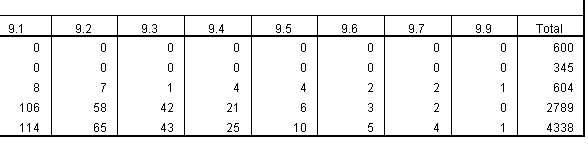 9.1 9.2 9.3 9.4 9.5 9.6 9.7 9.9 Total
0 0 0 0 0 0 0 0 600
0 0 0 0 0 0 0 0 345
8 7 1 4 4 2 2 1 604
106 58 42 21 6 3 2 0 2789
114 65 43 25 10 5 4 1 4338